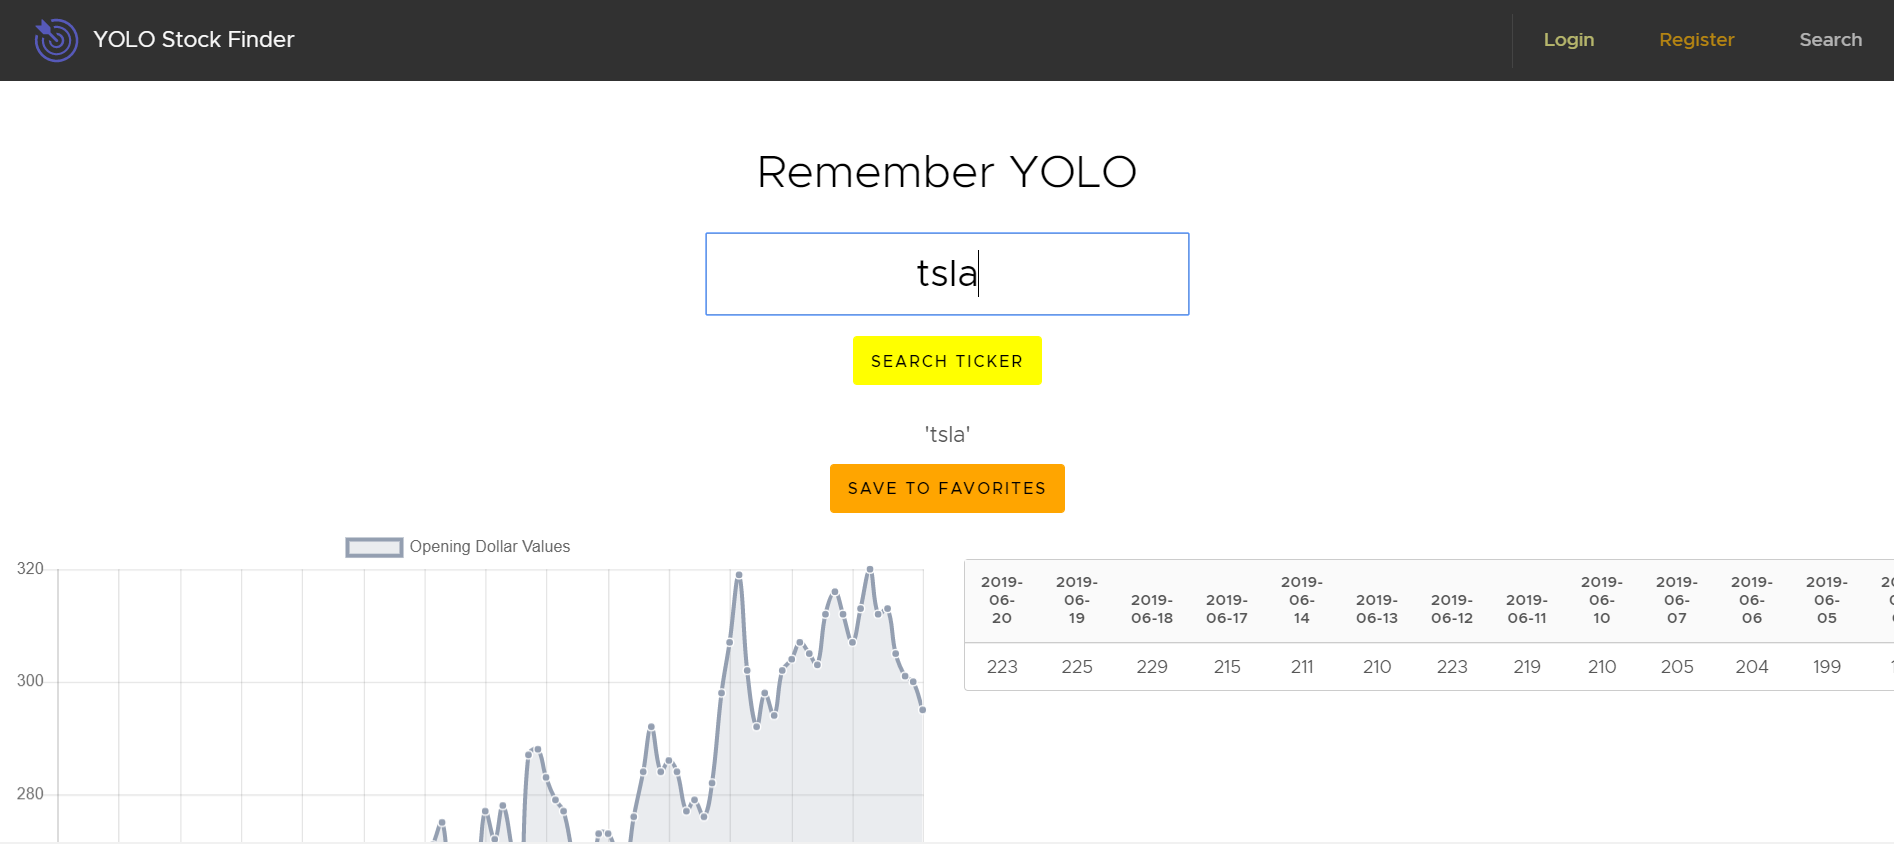 YOLO Stock Finder
Login
Register
Search
Remember YOLO
tsla
SEARCH TICKER
'tsla'
SAVE TO FAVORITES
Opening Dollar Values
320
300
280
2019-06-20 2019-06-19 2019-06-18 2019-06-17 2019-06-14 2019-06-13 2019-06-12 2019-06-11 2019-06-10 2019-06-07 2019-06-06 2019-06-05
223 225 229 215 211 210 223 219 210 205 204 199